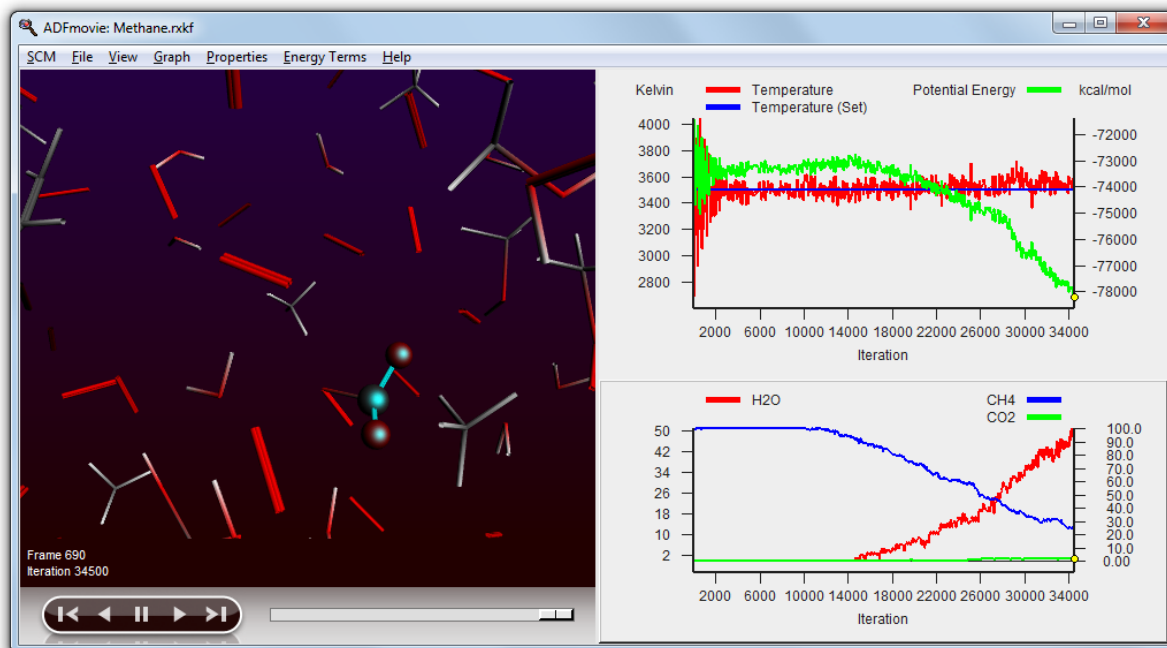 ADFmovie: Methane.rxkf
SCM File View Graph Properties Energy Terms Help
Frame 690
Iteration 34500
Kelvin Temperature Potential Energy kcal/mol
Temperature (Set)
4000
3800
3600
3400
3200
3000
2800
-72000
-73000
-74000
-75000
-76000
-77000
-78000
2000 6000 10000 14000 18000 22000 26000 30000 34000
Iteration
H2O CH4
CO2
50
42
34
26
18
10
2
100.0
90.0
80.0
70.0
60.0
50.0
40.0
30.0
20.0
10.0
0.00
2000 6000 10000 14000 18000 22000 26000 30000 34000
Iteration